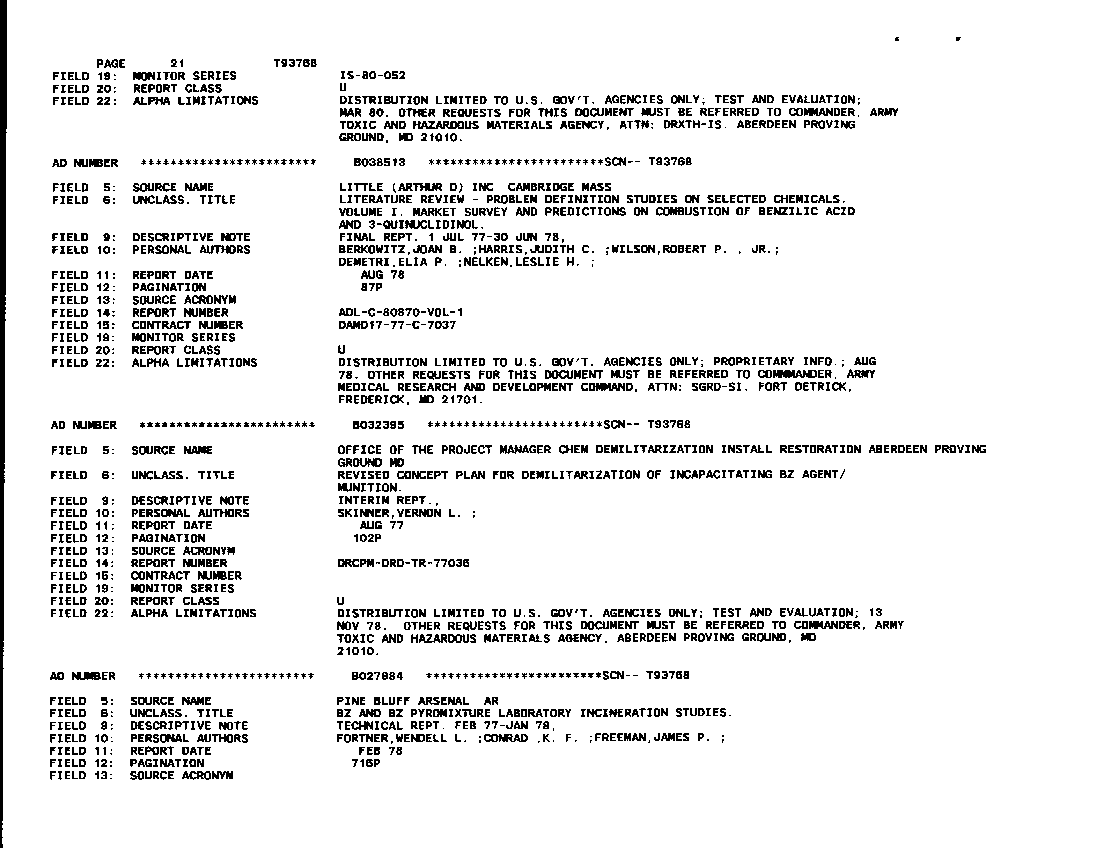 PAGE 21 T93768
FIELD 19: MONITOR SERIES IS-80-052
FIELD 20: REPORT CLASS U
FIELD 22: ALPHA LIMITATIONS DISTRIBUTION LIMITED TO U.S. GOV'T. AGENCIES ONLY; TEST AND EVALUATION;
MAR 80. OTHER REQUESTS FOR THIS DOCUMENT MUST BE REFERRED TO COMMANDER, ARMY
TOXIC AND HAZARDOUS MATERIALS AGENCY, ATTN: DRXTH-IS. ABERDEEN PROVING
GROUND, MD 21010.
AD NUMBER ************************ B038513 ************************SCN-- T93768
FIELD 5: SOURCE NAME LITTLE (ARTHUR D) INC CAMBRIDGE MASS
FIELD 6: UNCLASS. TITLE LITERATURE REVIEW - PROBLEM DEFINITION STUDIES ON SELECTED CHEMICALS.
VOLUME I. MARKET SURVEY AND PREDICTIONS ON COMBUSTION OF BENZILIC ACID
AND 3-QUINUCLIDINOL.
FIELD 9: DESCRIPTIVE NOTE FINAL REPT. 1 JUL 77-30 JUN 78,
FIELD 10: PERSONAL AUTHORS BERKOWITZ,JOAN B. ;HARRIS,JUDITH C. ;WILSON,ROBERT P. , JR.;
DEMETRI,ELIA P. ;NELKEN,LESLIE H. ;
FIELD 11: REPORT DATE AUG 78
FIELD 12: PAGINATION 87P
FIELD 13: SOURCE ACRONYM
FIELD 14: REPORT NUMBER ADL-C-80870-VOL-1
FIELD 15: CONTRACT NUMBER DAMD17-77-C-7037
FIELD 19: MONITOR SERIES
FIELD 20: REPORT CLASS U
FIELD 22: ALPHA LIMITATIONS DISTRIBUTION LIMITED TO U.S. GOV'T. AGENCIES ONLY; PROPRIETARY INFO.; AUG
78. OTHER REQUESTS FOR THIS DOCUMENT MUST BE REFERRED TO COMMMANDER, ARMY
MEDICAL RESEARCH AND DEVELOPMENT COMMAND, ATTN: SGRD-SI. FORT DETRICK,
FREDERICK, MD 21701.
AD NUMBER ************************ B032395 ************************SCN-- T93768
FIELD 5: SOURCE NAME OFFICE OF THE PROJECT MANAGER CHEM DEMILITARIZATION INSTALL RESTORATION ABERDEEN PROVING
GROUND MD
FIELD 6: UNCLASS. TITLE REVISED CONCEPT PLAN FOR DEMILITARIZATION OF INCAPACITATING BZ AGENT/
MUNITION.
FIELD 9: DESCRIPTIVE NOTE INTERIM REPT.,
FIELD 10: PERSONAL AUTHORS SKINNER,VERNON L. ;
FIELD 11: REPORT DATE AUG 77
FIELD 12: PAGINATION 102P
FIELD 13: SOURCE ACRONYM
FIELD 14: REPORT NUMBER DRCPM-DRD-TR-77036
FIELD 15: CONTRACT NUMBER
FIELD 19: MONITOR SERIES
FIELD 20: REPORT CLASS U
FIELD 22: ALPHA LIMITATIONS DISTRIBUTION LIMITED TO U.S. GOV'T. AGENCIES ONLY; TEST AND EVALUATION; 13
NOV 78. OTHER REQUESTS FOR THIS DOCUMENT MUST BE REFERRED TO COMMANDER, ARMY
TOXIC AND HAZARDOUS MATERIALS AGENCY, ABERDEEN PROVING GROUND, MD
21010.
AD NUMBER ************************ B027884 ************************SCN-- T93768
FIELD 5: SOURCE NAME PINE BLUFF ARSENAL AR
FIELD 6: UNCLASS. TITLE BZ AND BZ PYROMIXTURE LABORATORY INCINERATION STUDIES.
FIELD 9: DESCRIPTIVE NOTE TECHNICAL REPT. FEB 77-JAN 78,
FIELD 10: PERSONAL AUTHORS FORTNER,WENDELL L. ;CONRAD ,K. F. ;FREEMAN,JAMES P. ;
FIELD 11: REPORT DATE FEB 78
FIELD 12: PAGINATION 716P
FIELD 13: SOURCE ACRONYM